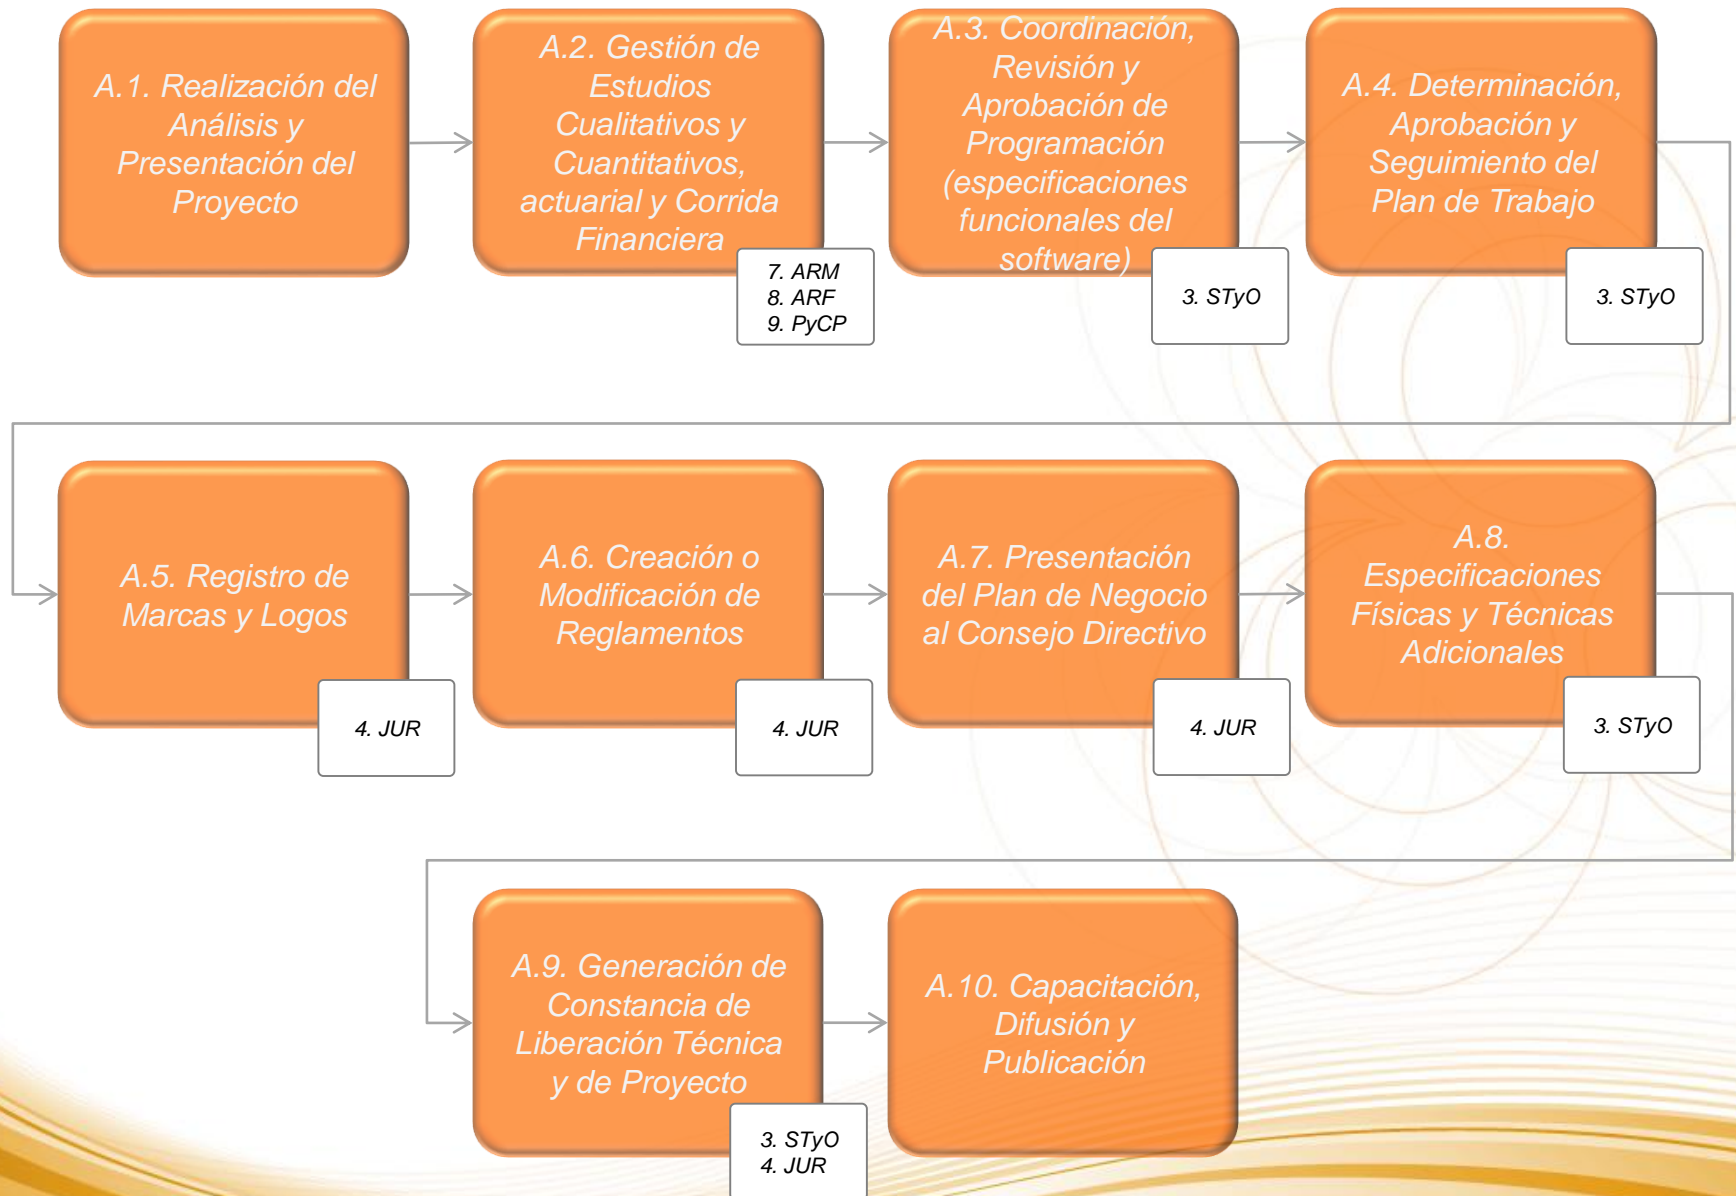 A.1. Realización del
Análisis y
Presentación del
Proyecto
A.2. Gestión de
Estudios
Cualitativos y
Cuantitativos,
actuarial y Corrida
Financiera
7. ARM
8. ARF
9. PyCP
A.3. Coordinación,
Revisión y
Aprobación de
Programación
(especificaciones
funcionales del
software)
3. STyO
A.4. Determinación,
Aprobación y
Seguimiento del
Plan de Trabajo
3. STyO
A.5. Registro de
Marcas y Logos
4. JUR
A.6. Creación o
Modificación de
Reglamentos
4. JUR
A.7. Presentación
del Plan de Negocio
al Consejo Directivo
4. JUR
A.8.
Especificaciones
Físicas y Técnicas
Adicionales
3. STyO
A.9. Generación de
Constancia de
Liberación Técnica
y de Proyecto
3. STyO
4. JUR
A.10. Capacitación,
Difusión y
Publicación